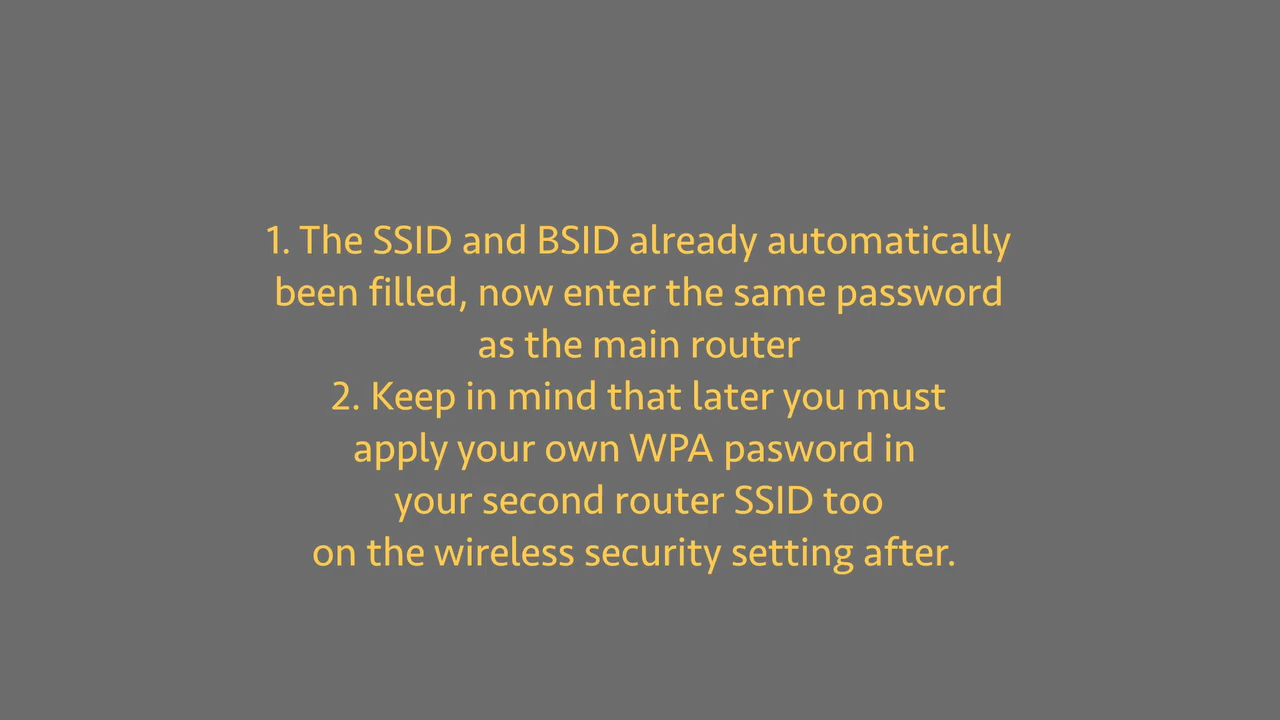 1. The SSID and BSID already automatically
been filled, now enter the same password
as the main router
2. Keep in mind that later you must
apply your own WPA pasword in
your second router SSID too
on the wireless security setting after.